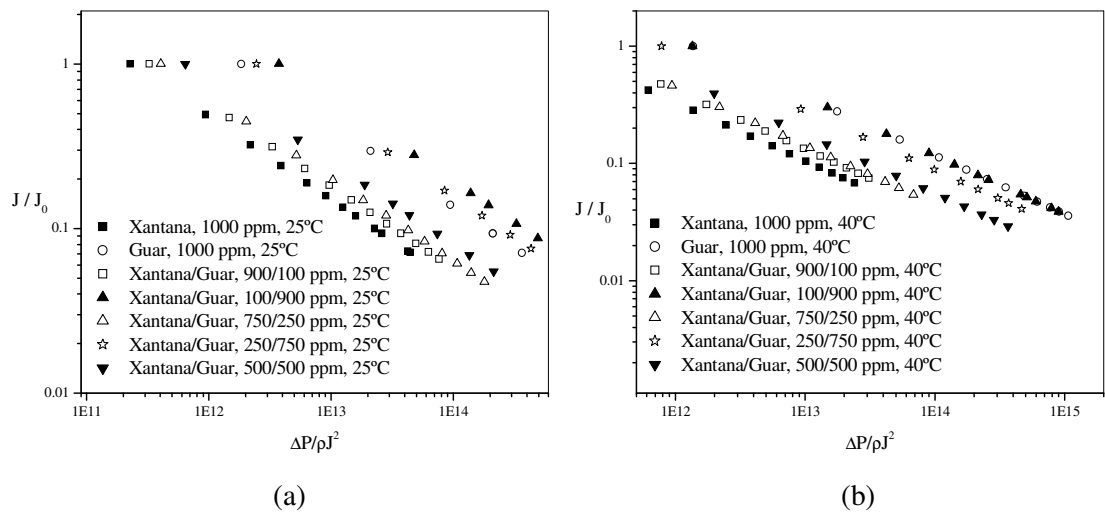 1
0.1
0.01
J / J0
Xantana, 1000 ppm, 25ºC
Guar, 1000 ppm, 25ºC
Xantana/Guar, 900/100 ppm, 25ºC
Xantana/Guar, 100/900 ppm, 25ºC
Xantana/Guar, 750/250 ppm, 25ºC
Xantana/Guar, 250/750 ppm, 25ºC
Xantana/Guar, 500/500 ppm, 25ºC
1E11 1E12 1E13 1E14
ΔP/ρJ²
(a)
1
0.1
0.01
J / J0
Xantana, 1000 ppm, 40ºC
Guar, 1000 ppm, 40ºC
Xantana/Guar, 900/100 ppm, 40ºC
Xantana/Guar, 100/900 ppm, 40ºC
Xantana/Guar, 750/250 ppm, 40ºC
Xantana/Guar, 250/750 ppm, 40ºC
Xantana/Guar, 500/500 ppm, 40ºC
1E12 1E13 1E14 1E15
ΔP/ρJ²
(b)